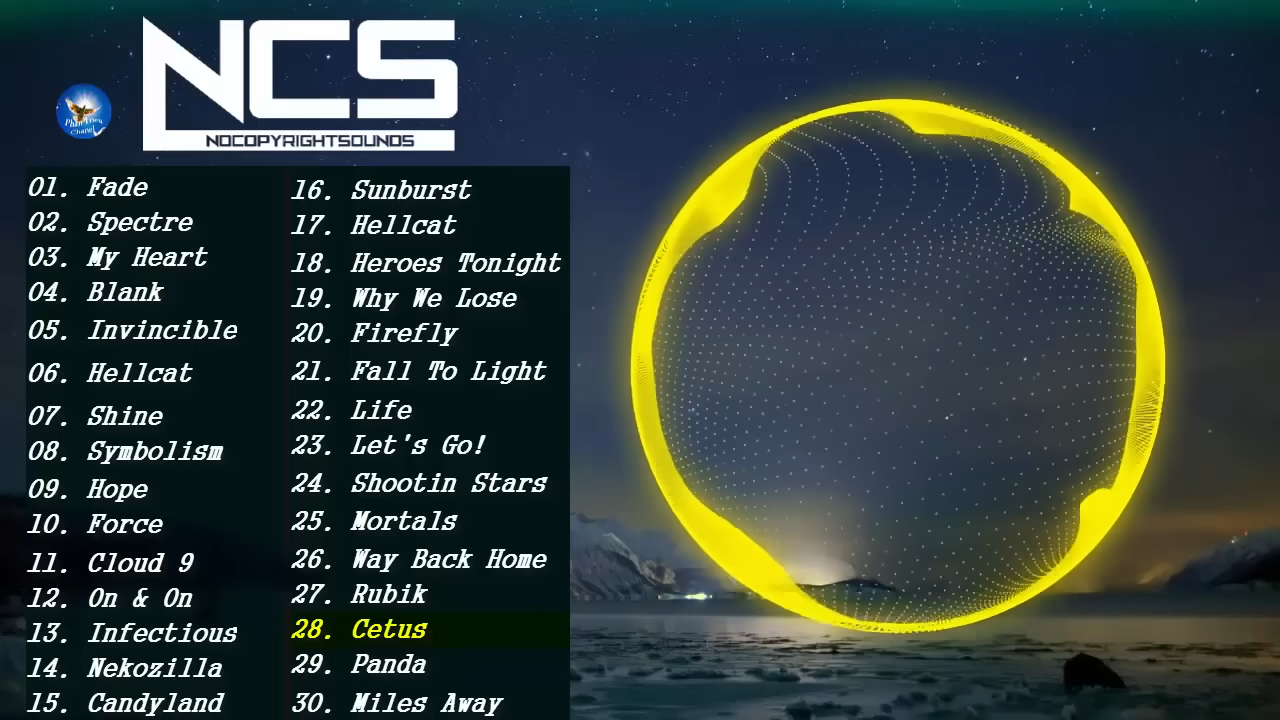 NCS
NOCOPYRIGHTSOUNDS
Chanel
01. Fade
02. Spectre
03. My Heart
04. Blank
05. Invincible
06. Hellcat
07. Shine
08. Symbolism
09. Hope
10. Force
11. Cloud 9
12. On & On
13. Infectious
14. Nekozilla
15. Candyland
16. Sunburst
17. Hellcat
18. Heroes Tonight
19. Why We Lose
20. Firefly
21. Fall To Light
22. Life
23. Let's Go!
24. Shootin Stars
25. Mortals
26. Way Back Home
27. Rubik
28. Cetus
29. Panda
30. Miles Away